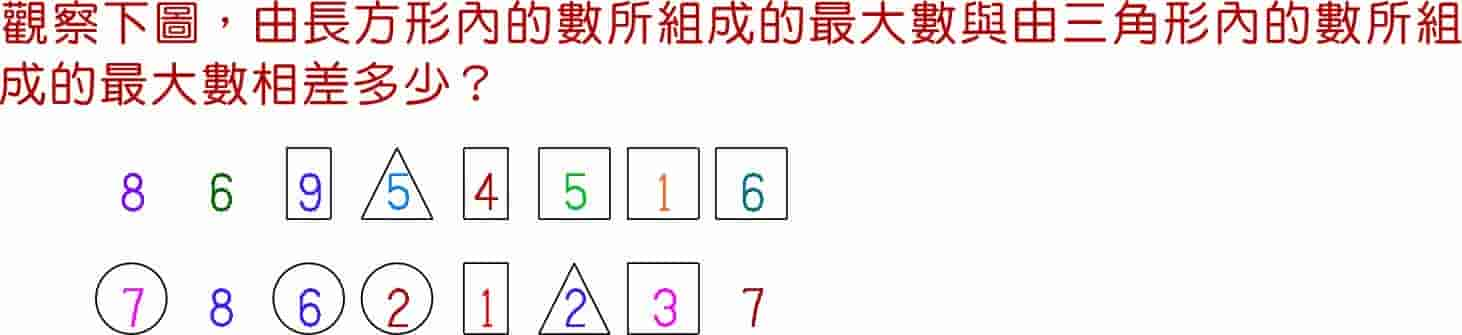 觀察下圖，由長方形內的數所組成的最大數與由三角形內的數所組
成的最大數相差多少？
8 6 9 5 4 5 1 6
7 8 6 2 1 2 3 7